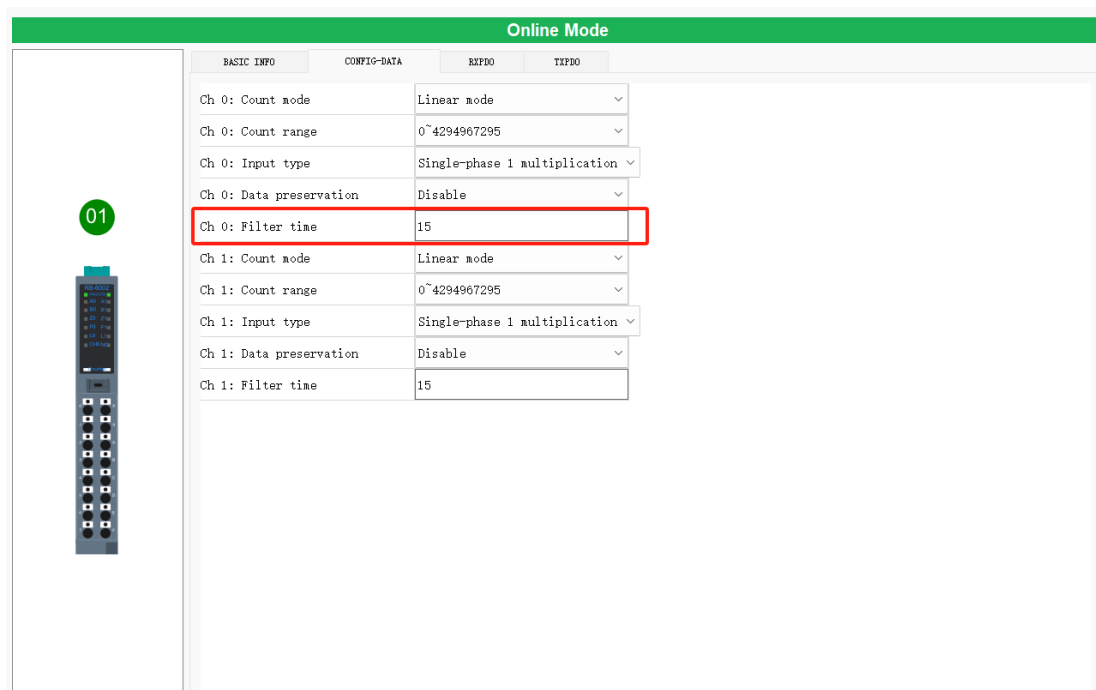 Online Mode
BASIC INFO CONFIG-DATA RXPDO TXPDO
Ch 0: Count mode Linear mode
Ch 0: Count range 0~4294967295
Ch 0: Input type Single-phase 1 multiplication
Ch 0: Data preservation Disable
Ch 0: Filter time 15
Ch 1: Count mode Linear mode
Ch 1: Count range 0~4294967295
Ch 1: Input type Single-phase 1 multiplication
Ch 1: Data preservation Disable
Ch 1: Filter time 15
01